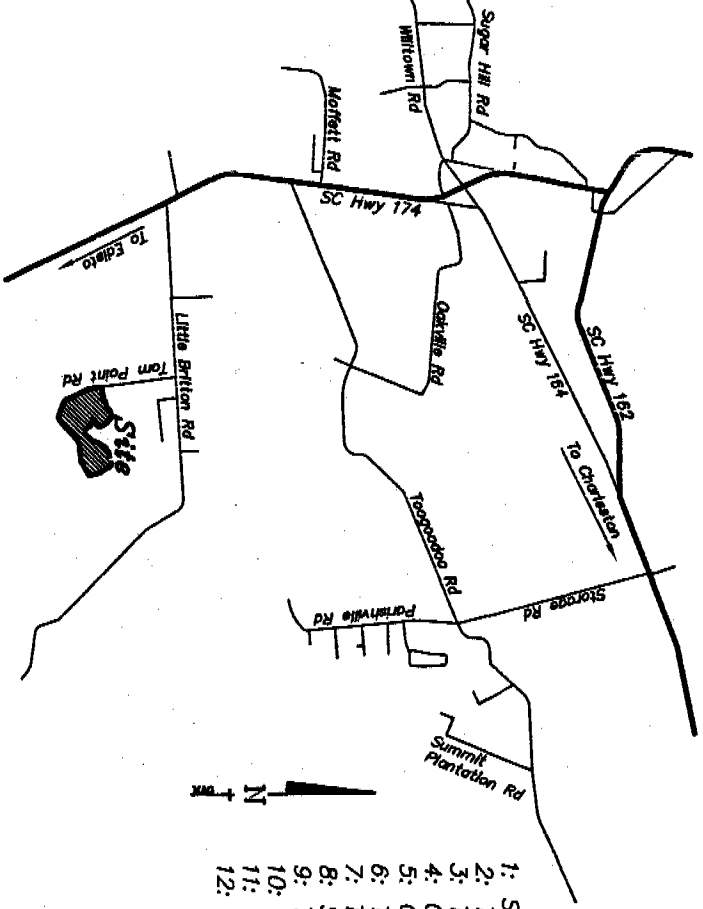 Sugar Hill Rd
Willtown Rd
Moffett Rd
SC Hwy 174
To Edisto
Oakville Rd
SC Hwy 164
SC Hwy 162
To Charleston
Little Britton Rd
Tom Point Rd
Site
Toogoodoo Rd
Storage Rd
Parishville Rd
Summit
Plantation Rd
N
1: S
2:
3:
4:
5:
6:
7:
8:
9:
10:
11:
12: